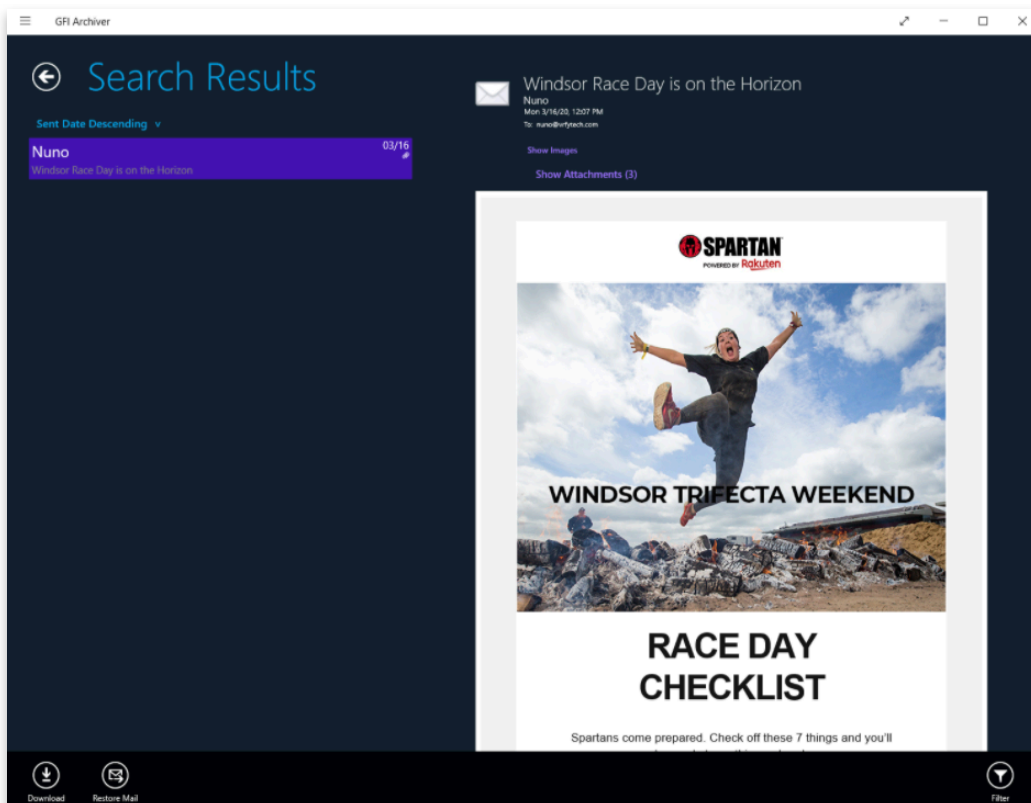 GFI Archiver
Search Results
Sent Date Descending v
Nuno
03/16
Windsor Race Day is on the Horizon
Windsor Race Day is on the Horizon
Nuno
Mon 3/16/20, 12:07 PM
To: nuno@vrfytech.com
Show Images
Show Attachments (3)
SPARTAN
POWERED BY Rakuten
WINDSOR TRIFECTA WEEKEND
RACE DAY
CHECKLIST
Spartans come prepared. Check off these 7 things and you'll
Download
Restore Mail
Filter